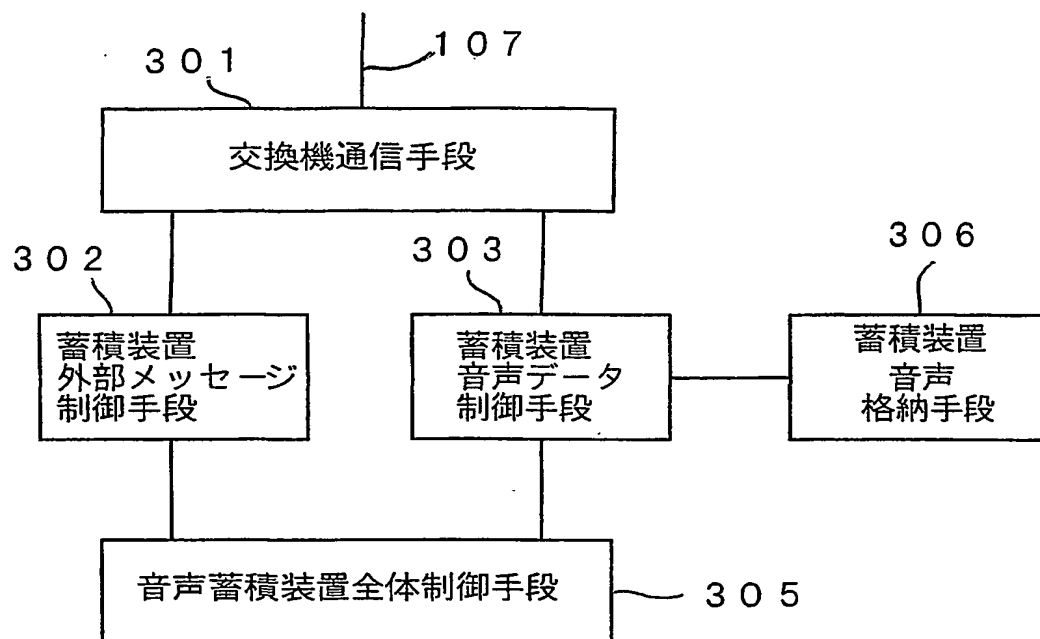 １０７
３０１
交換機通信手段
３０２
３０３
３０６
蓄積装置
外部メッセージ
制御手段
蓄積装置
音声データ
制御手段
蓄積装置
音声
格納手段
音声蓄積装置全体制御手段
３０５